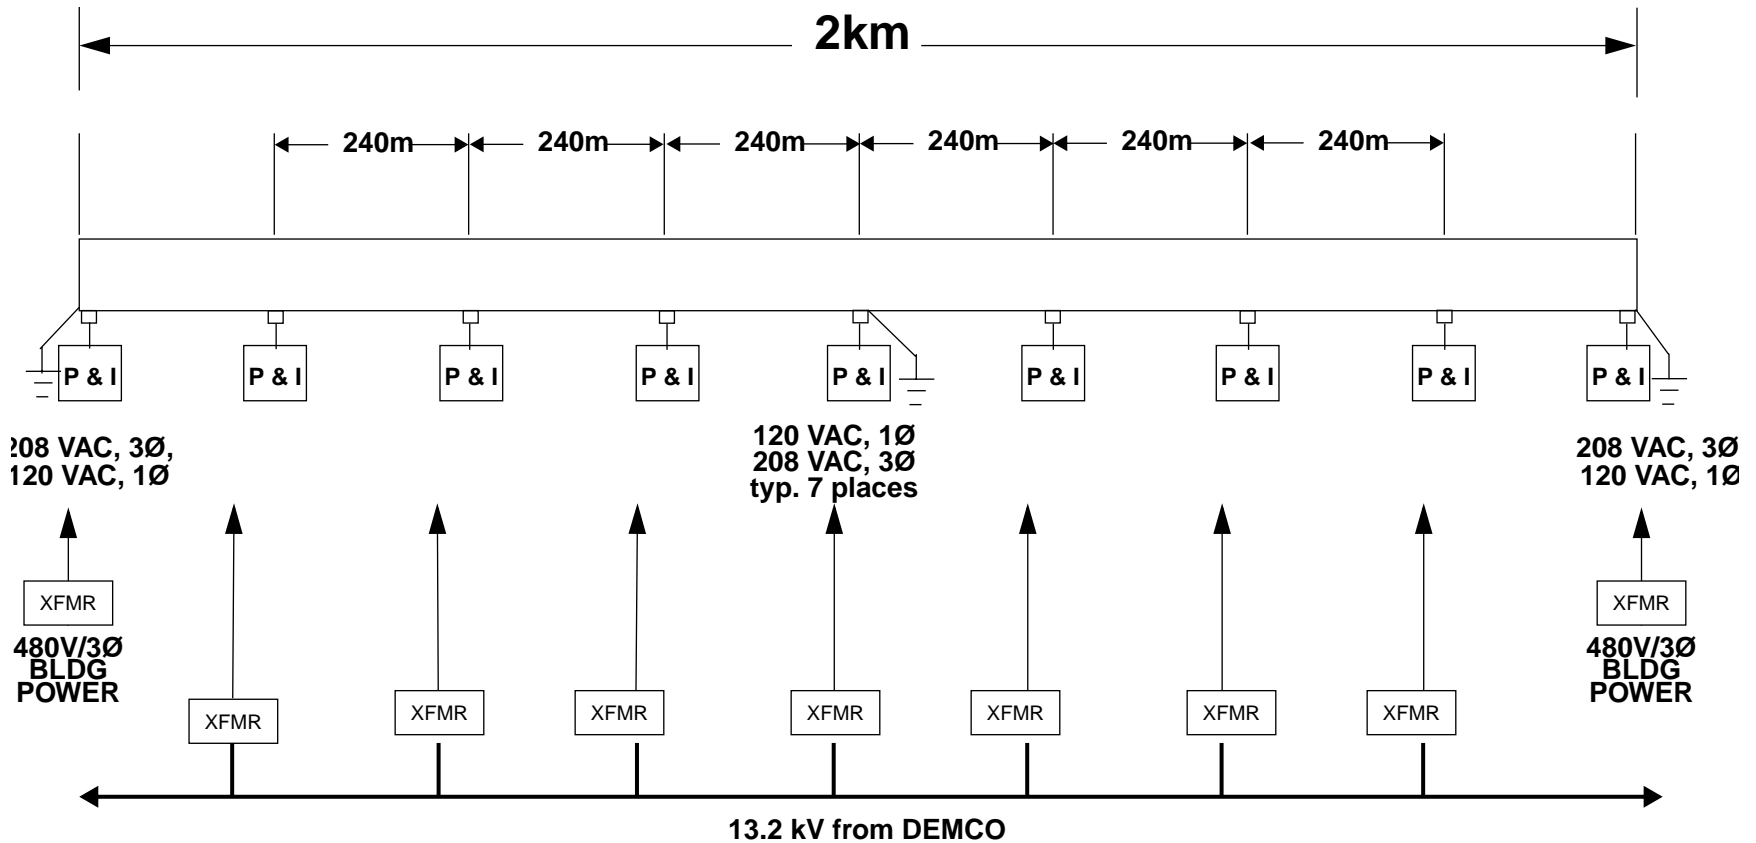 2km
240m 240m 240m 240m 240m 240m
P & I P & I P & I P & I P & I P & I P & I P & I P & I
208 VAC, 3Ø,
120 VAC, 1Ø
120 VAC, 1Ø
208 VAC, 3Ø
typ. 7 places
208 VAC, 3Ø
120 VAC, 1Ø
XFMR
480V/3Ø
BLDG
POWER
XFMR
480V/3Ø
BLDG
POWER
XFMR XFMR XFMR XFMR XFMR XFMR XFMR
13.2 kV from DEMCO